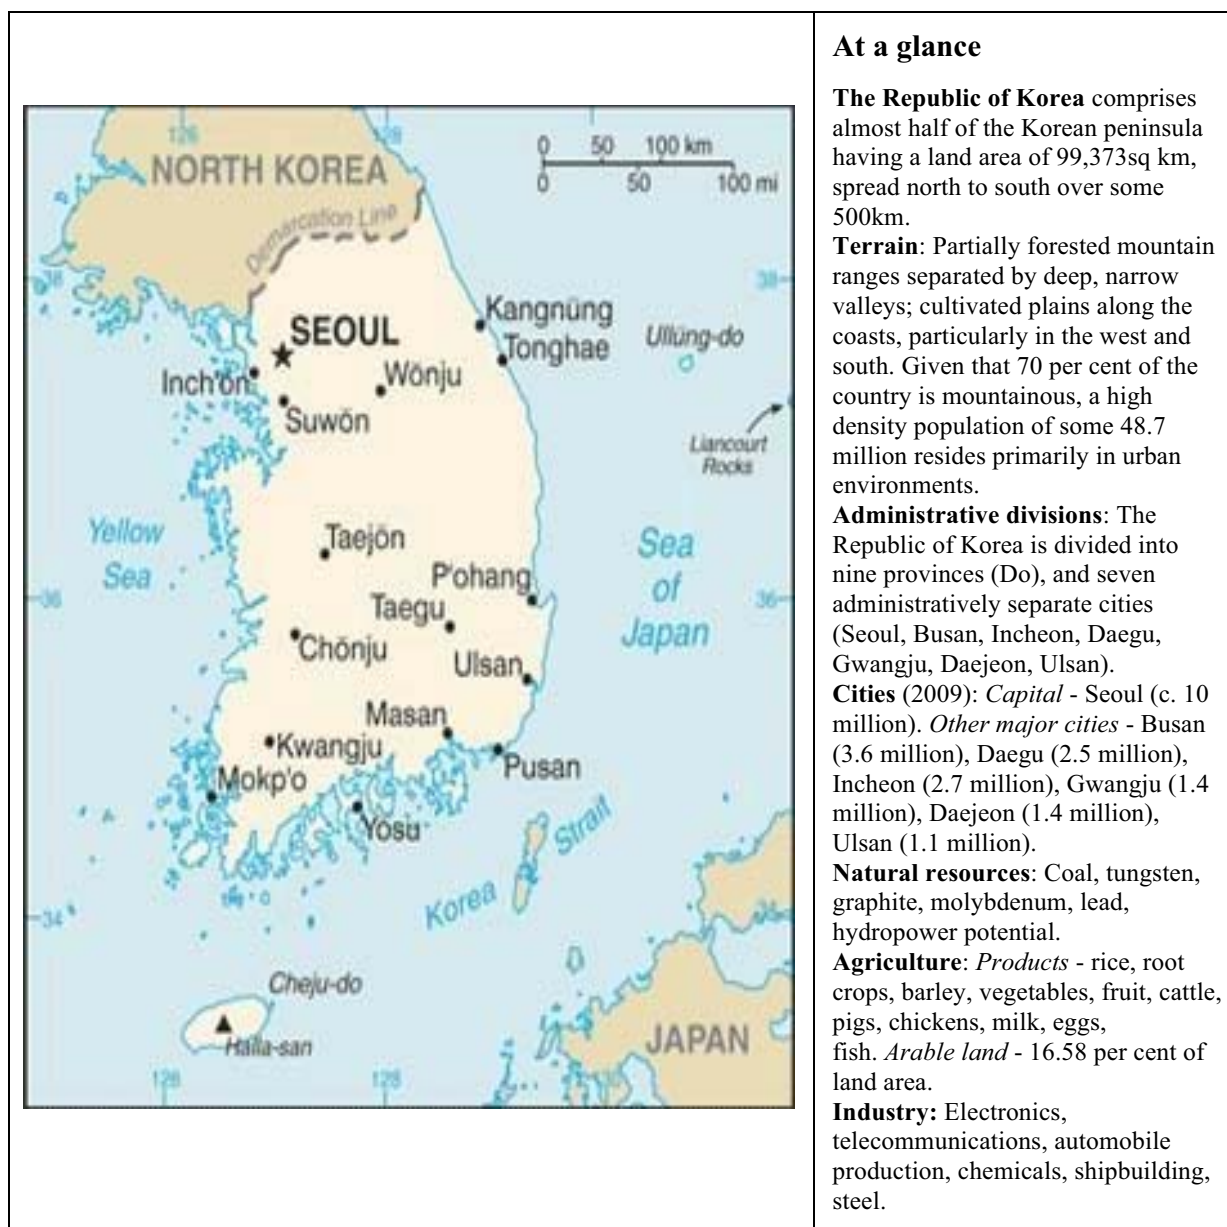 126
128
NORTH KOREA
0 50 100 km
0 100 mi
Demarcation Line
38
38
Kangnŭng
SEOUL
Ullŭng-do
Tonghae
Inch'ŏn
Wŏnju
Suwŏn
Liancourt
Rocks
Yellow
Sea
Taejŏn
Sea
of
Japan
P'ohang
36
36
Taegu
Chŏnju
Ulsan
Masan
Kwangju
Pusan
Mokp'o
Yŏsu
Korea Strait
34
34
Cheju-do
Halla-san
JAPAN
126
128
At a glance
The Republic of Korea comprises
almost half of the Korean peninsula
having a land area of 99,373sq km,
spread north to south over some
500km.
Terrain: Partially forested mountain
ranges separated by deep, narrow
valleys; cultivated plains along the
coasts, particularly in the west and
south. Given that 70 per cent of the
country is mountainous, a high
density population of some 48.7
million resides primarily in urban
environments.
Administrative divisions: The
Republic of Korea is divided into
nine provinces (Do), and seven
administratively separate cities
(Seoul, Busan, Incheon, Daegu,
Gwangju, Daejeon, Ulsan).
Cities (2009): Capital - Seoul (c. 10
million). Other major cities - Busan
(3.6 million), Daegu (2.5 million),
Incheon (2.7 million), Gwangju (1.4
million), Daejeon (1.4 million),
Ulsan (1.1 million).
Natural resources: Coal, tungsten,
graphite, molybdenum, lead,
hydropower potential.
Agriculture: Products - rice, root
crops, barley, vegetables, fruit, cattle,
pigs, chickens, milk, eggs,
fish. Arable land - 16.58 per cent of
land area.
Industry: Electronics,
telecommunications, automobile
production, chemicals, shipbuilding,
steel.